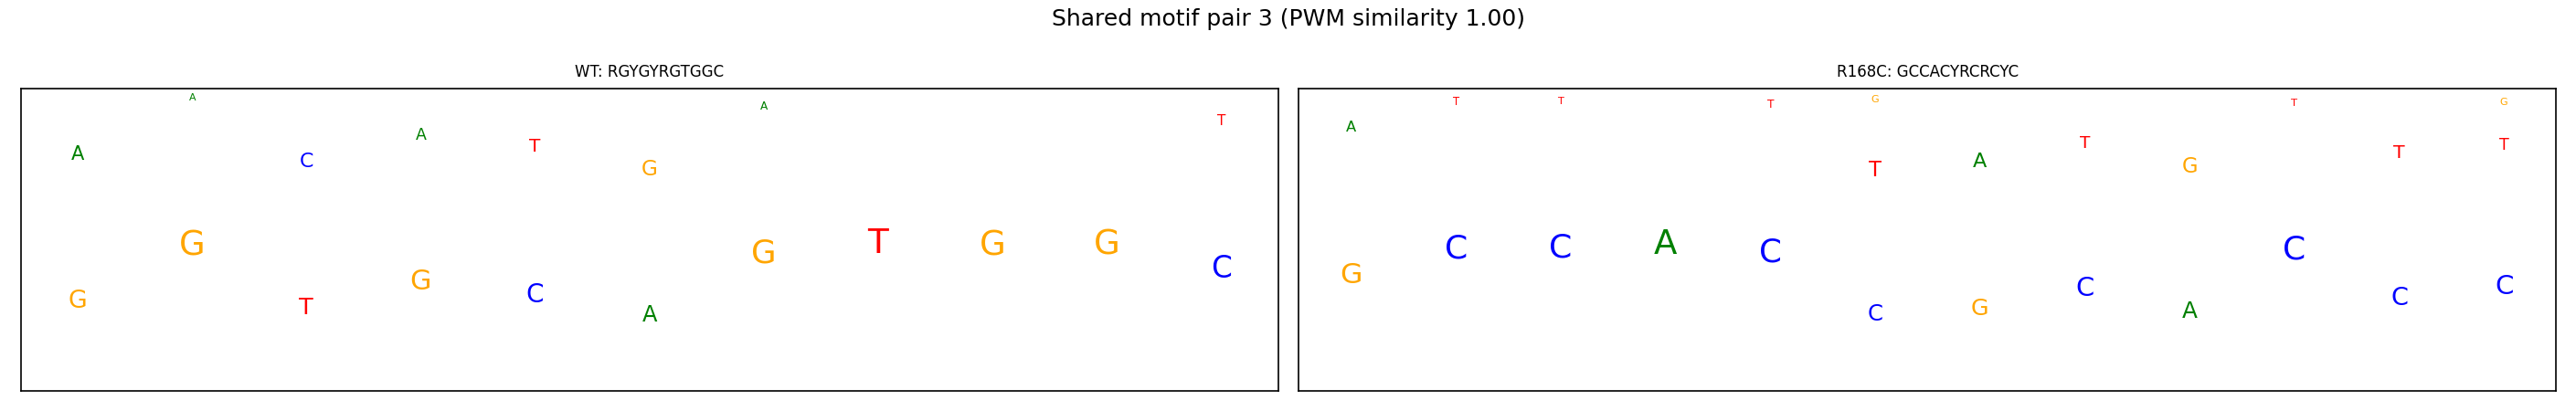 Shared motif pair 3 (PWM similarity 1.00)
WT: RGYGYRGTGGC
R168C: GCCACYRCRCYC
A A C A T G A T
G G T G C A G T G G C
A T T T G T A T G T T G T
G C C A C C G C A C C C